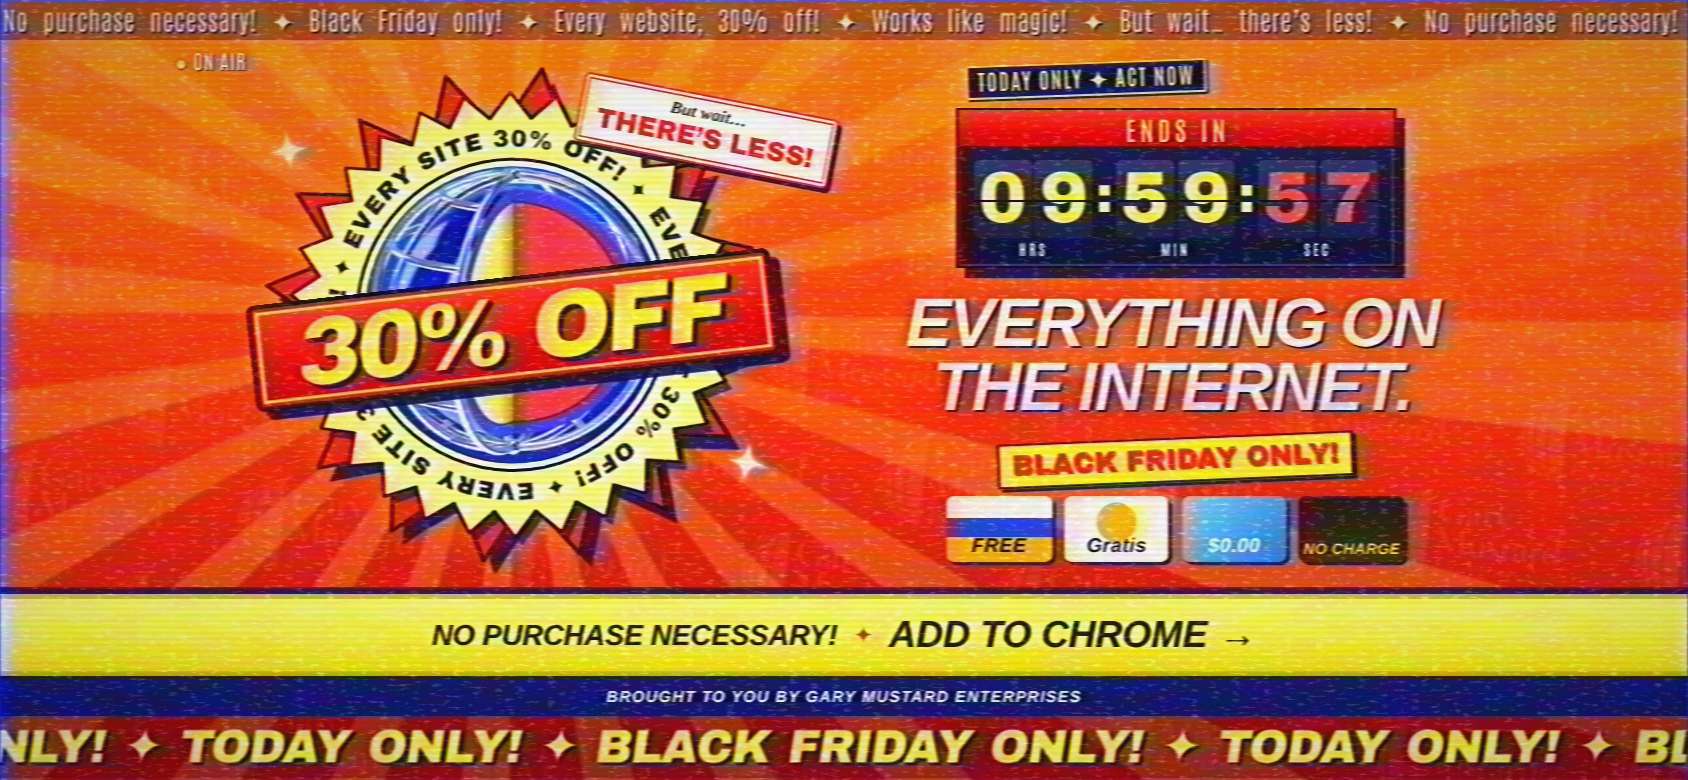 No purchase necessary! ✦ Black Friday only! ✦ Every website, 30% off! ✦ Works like magic! ✦ But wait… there's less! ✦ No purchase necessary!
ON AIR
TODAY ONLY ✦ ACT NOW
But wait...
THERE'S LESS!
EVERY SITE 30% OFF! ✦ EVE
30% OFF! ✦ EVERY SITE 3
30% OFF
ENDS IN
09:59:57
HRS MIN SEC
EVERYTHING ON
THE INTERNET.
BLACK FRIDAY ONLY!
FREE Gratis $0.00 NO CHARGE
NO PURCHASE NECESSARY! ✦ ADD TO CHROME →
BROUGHT TO YOU BY GARY MUSTARD ENTERPRISES
NLY! ✦ TODAY ONLY! ✦ BLACK FRIDAY ONLY! ✦ TODAY ONLY! ✦ BL